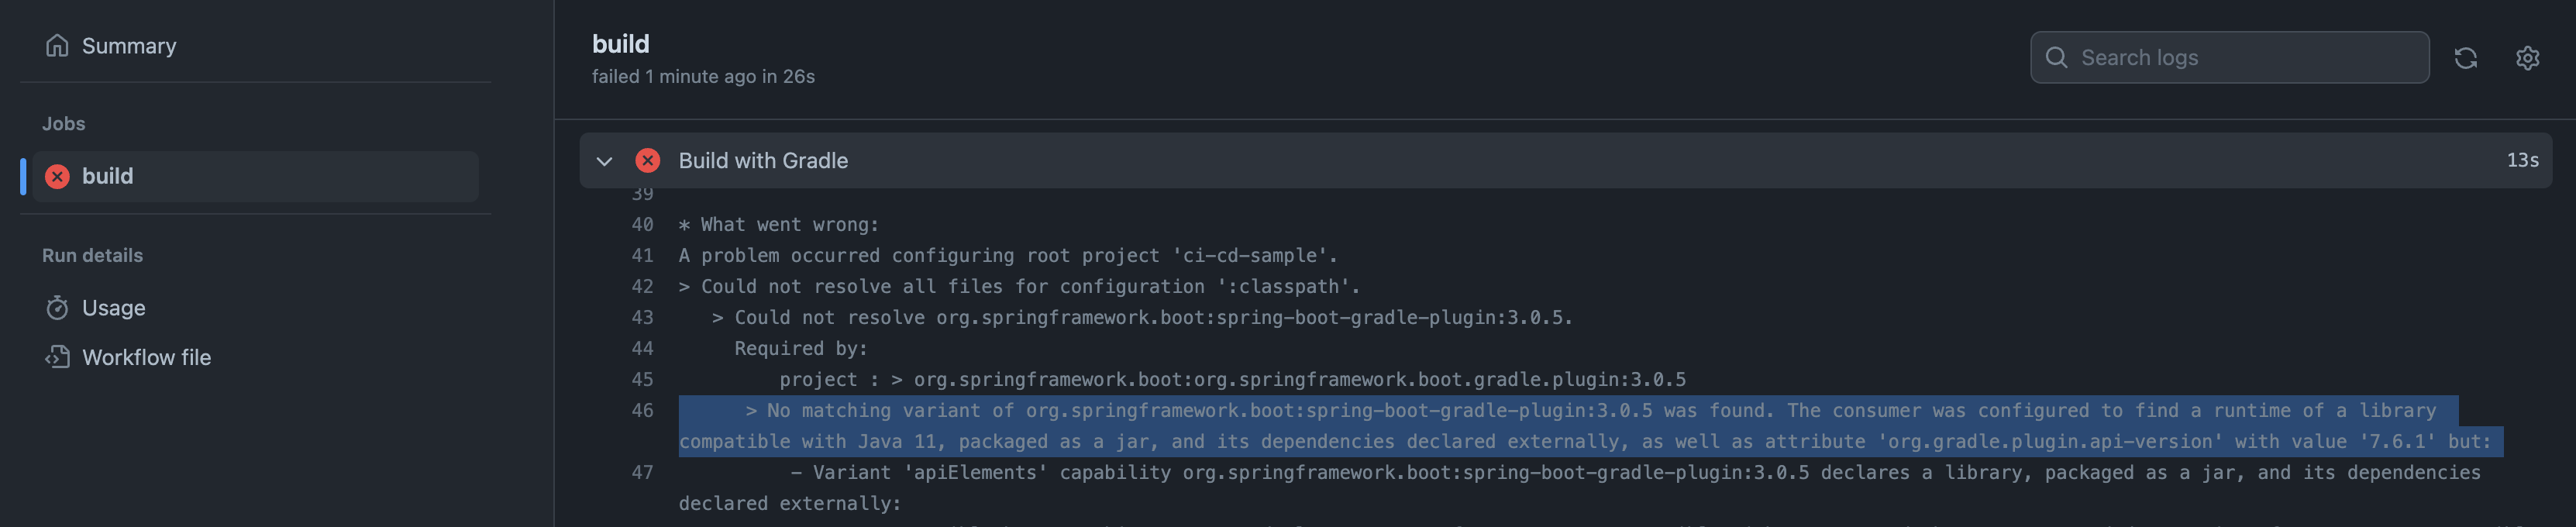 Summary
Jobs
build
Run details
Usage
Workflow file
build
failed 1 minute ago in 26s
Search logs
Build with Gradle
13s
39
40 * What went wrong:
41 A problem occurred configuring root project 'ci-cd-sample'.
42 > Could not resolve all files for configuration ':classpath'.
43 > Could not resolve org.springframework.boot:spring-boot-gradle-plugin:3.0.5.
44 Required by:
45 project : > org.springframework.boot:org.springframework.boot.gradle.plugin:3.0.5
46 > No matching variant of org.springframework.boot:spring-boot-gradle-plugin:3.0.5 was found. The consumer was configured to find a runtime of a library
compatible with Java 11, packaged as a jar, and its dependencies declared externally, as well as attribute 'org.gradle.plugin.api-version' with value '7.6.1' but:
47 - Variant 'apiElements' capability org.springframework.boot:spring-boot-gradle-plugin:3.0.5 declares a library, packaged as a jar, and its dependencies
declared externally: